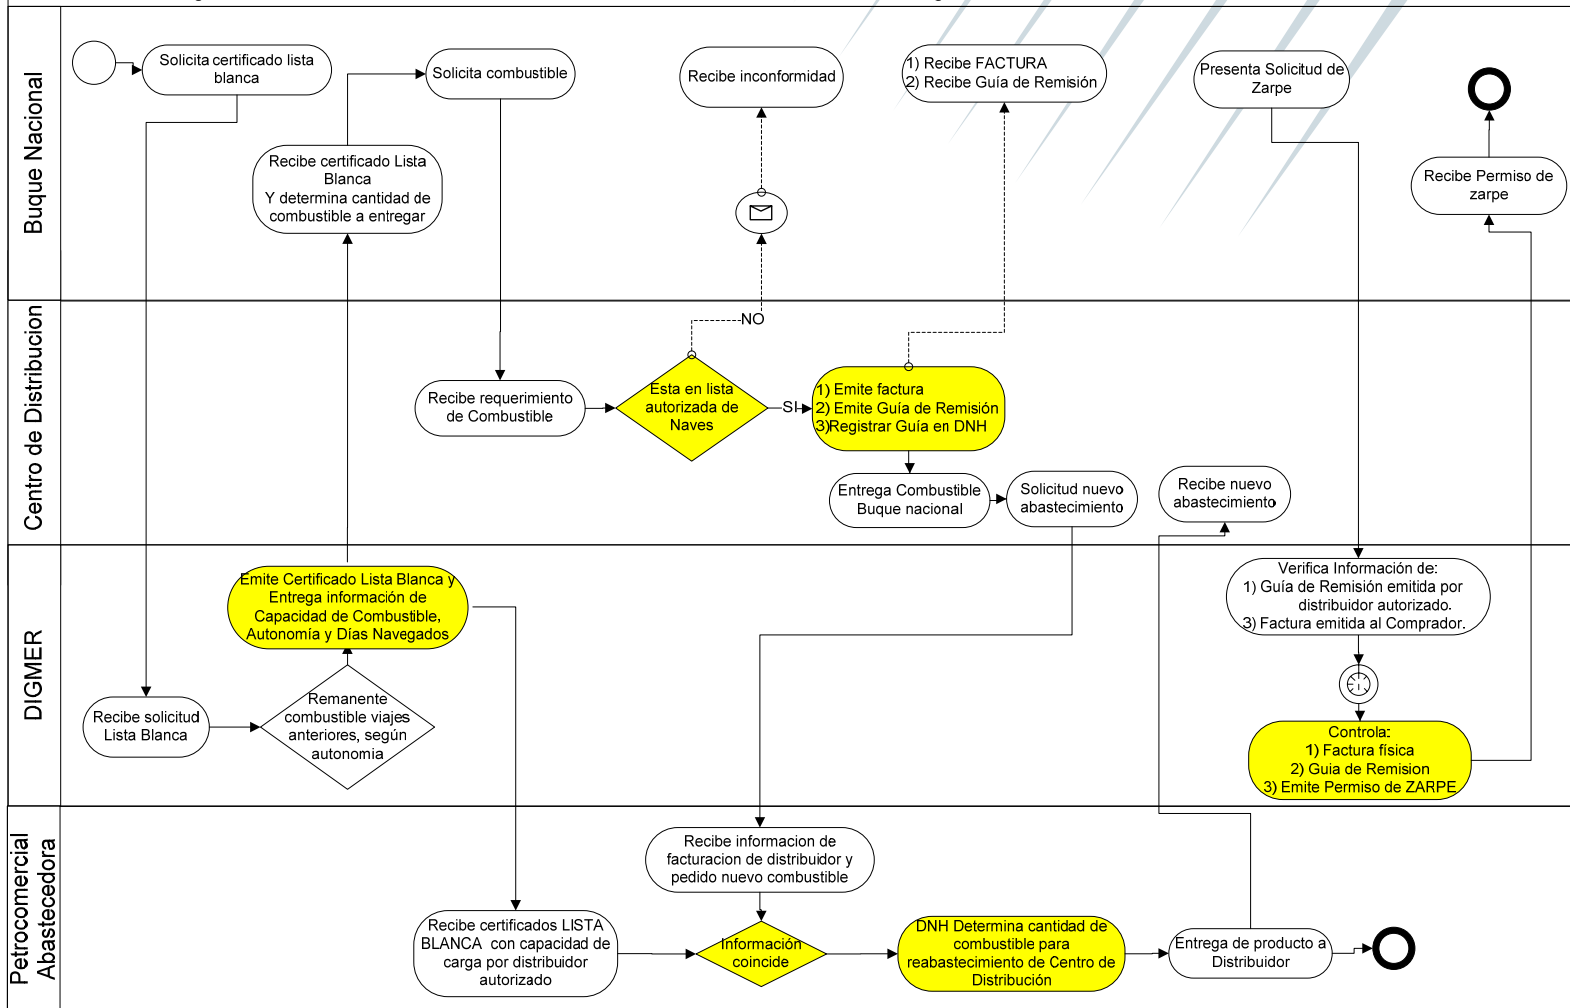 Buque Nacional
Solicita certificado lista
blanca
Solicita combustible
Recibe inconformidad
1) Recibe FACTURA
2) Recibe Guía de Remisión
Presenta Solicitud de
Zarpe
Recibe certificado Lista
Blanca
Y determina cantidad de
combustible a entregar
Recibe Permiso de
zarpe
Centro de Distribucion
NO
Recibe requerimiento
de Combustible
Esta en lista
autorizada de
Naves
SI
1) Emite factura
2) Emite Guía de Remisión
3)Registrar Guía en DNH
Entrega Combustible
Buque nacional
Solicitud nuevo
abastecimiento
Recibe nuevo
abastecimiento
DIGMER
Emite Certificado Lista Blanca y
Entrega información de
Capacidad de Combustible,
Autonomía y Días Navegados
Verifica Información de:
1) Guía de Remisión emitida por
distribuidor autorizado.
3) Factura emitida al Comprador.
Recibe solicitud
Lista Blanca
Remanente
combustible viajes
anteriores, según
autonomia
Controla:
1) Factura física
2) Guia de Remision
3) Emite Permiso de ZARPE
Petrocomercial
Abastecedora
Recibe informacion de
facturacion de distribuidor y
pedido nuevo combustible
Recibe certificados LISTA
BLANCA con capacidad de
carga por distribuidor
autorizado
Información
coincide
DNH Determina cantidad de
combustible para
reabastecimiento de Centro de
Distribución
Entrega de producto a
Distribuidor